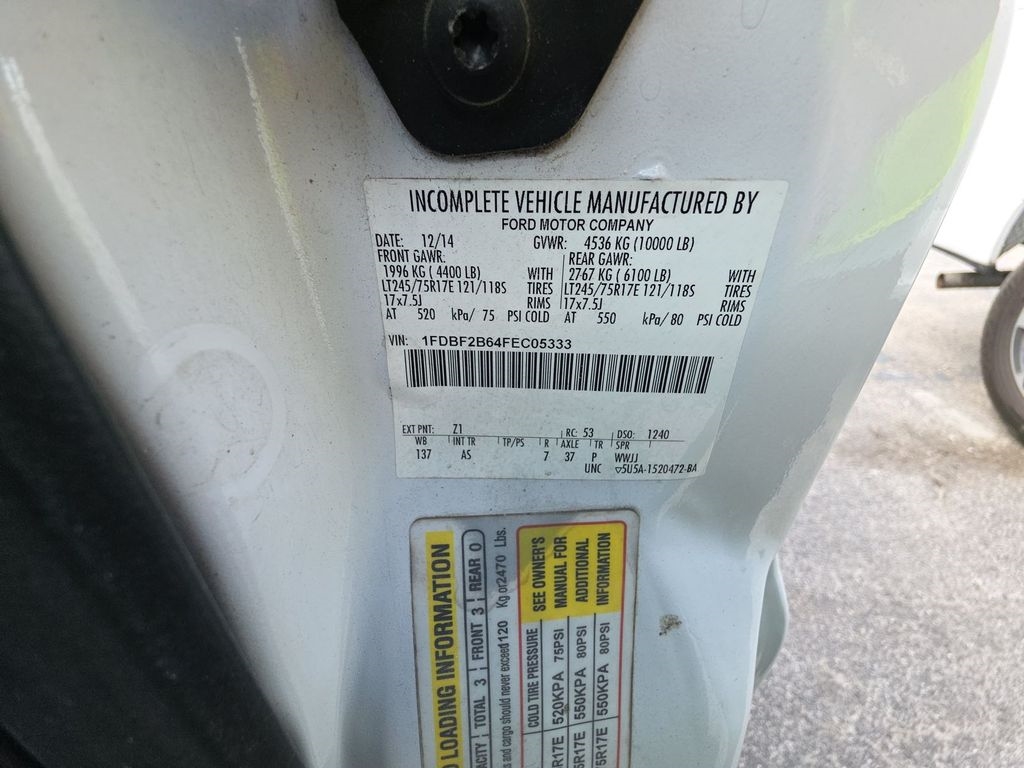 INCOMPLETE VEHICLE MANUFACTURED BY
FORD MOTOR COMPANY
DATE: 12/14 GVWR: 4536 KG (10000 LB)
FRONT GAWR: REAR GAWR:
1996 KG ( 4400 LB) WITH 2767 KG ( 6100 LB) WITH
LT245/75R17E 121/118S TIRES LT245/75R17E 121/118S TIRES
17x7.5J RIMS 17x7.5J RIMS
AT 520 kPa/ 75 PSI COLD AT 550 kPa/ 80 PSI COLD
VIN: 1FDBF2B64FEC05333
EXT PNT: Z1 RC: 53 DSO: 1240
WB INT TR TP/PS R AXLE TR SPR
137 AS 7 37 P WWJJ
UNC ▽5U5A-1520472-BA
LOADING INFORMATION
TOTAL 3 FRONT 3 REAR 0
and cargo should never exceed 1120 Kg or 2470 Lbs.
COLD TIRE PRESSURE
R17E 520KPA 75PSI
5R17E 550KPA 80PSI
75R17E 550KPA 80PSI
SEE OWNER'S
MANUAL FOR
ADDITIONAL
INFORMATION